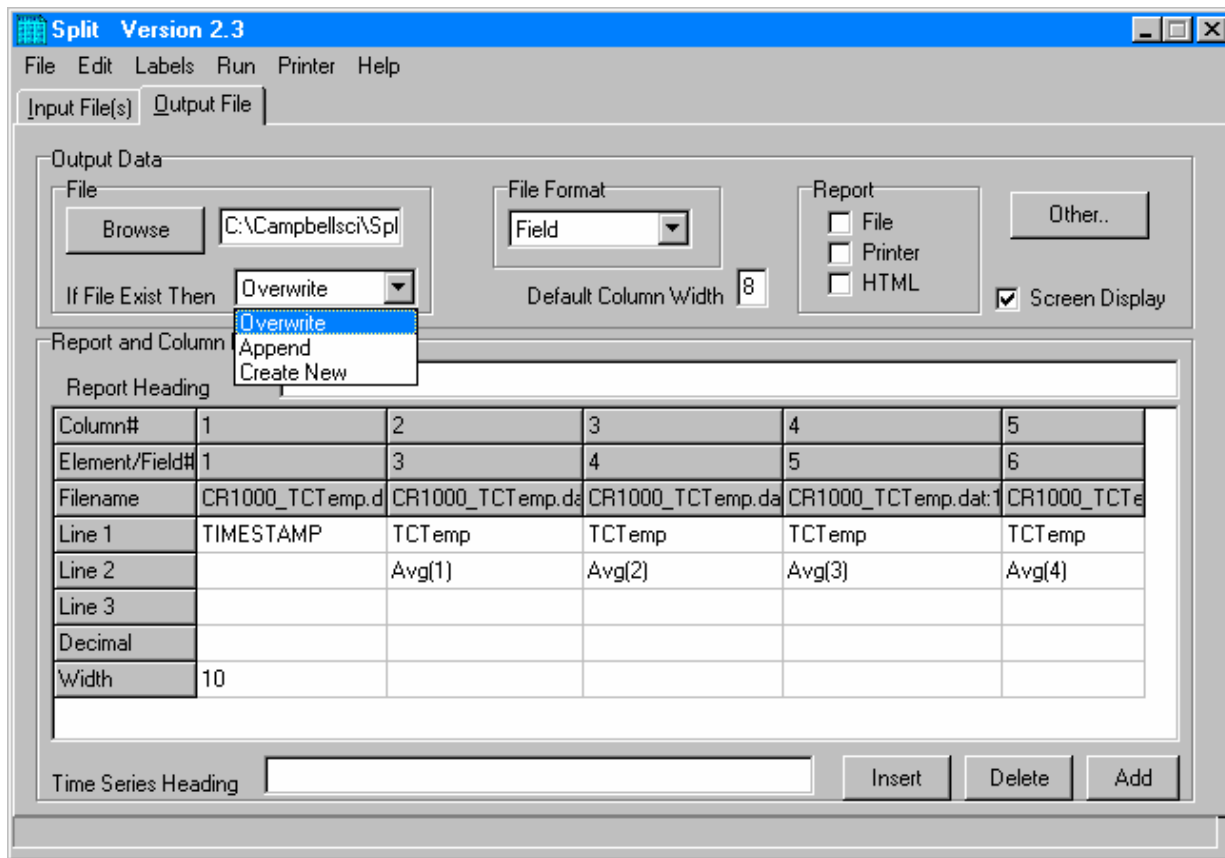 Split Version 2.3
File Edit Labels Run Printer Help
Input File(s) Output File
Output Data
File
Browse C:\Campbellsci\Spl
If File Exist Then Overwrite
Overwrite
Append
Create New
File Format
Field
Default Column Width 8
Report
File
Printer
HTML
Other..
Screen Display
Report and Column
Report Heading
Column# 1 2 3 4 5
Element/Field# 1 3 4 5 6
Filename CR1000_TCTemp.d CR1000_TCTemp.da CR1000_TCTemp.da CR1000_TCTemp.dat:1 CR1000_TCTe
Line 1 TIMESTAMP TCTemp TCTemp TCTemp TCTemp
Line 2 Avg(1) Avg(2) Avg(3) Avg(4)
Line 3
Decimal
Width 10
Time Series Heading Insert Delete Add